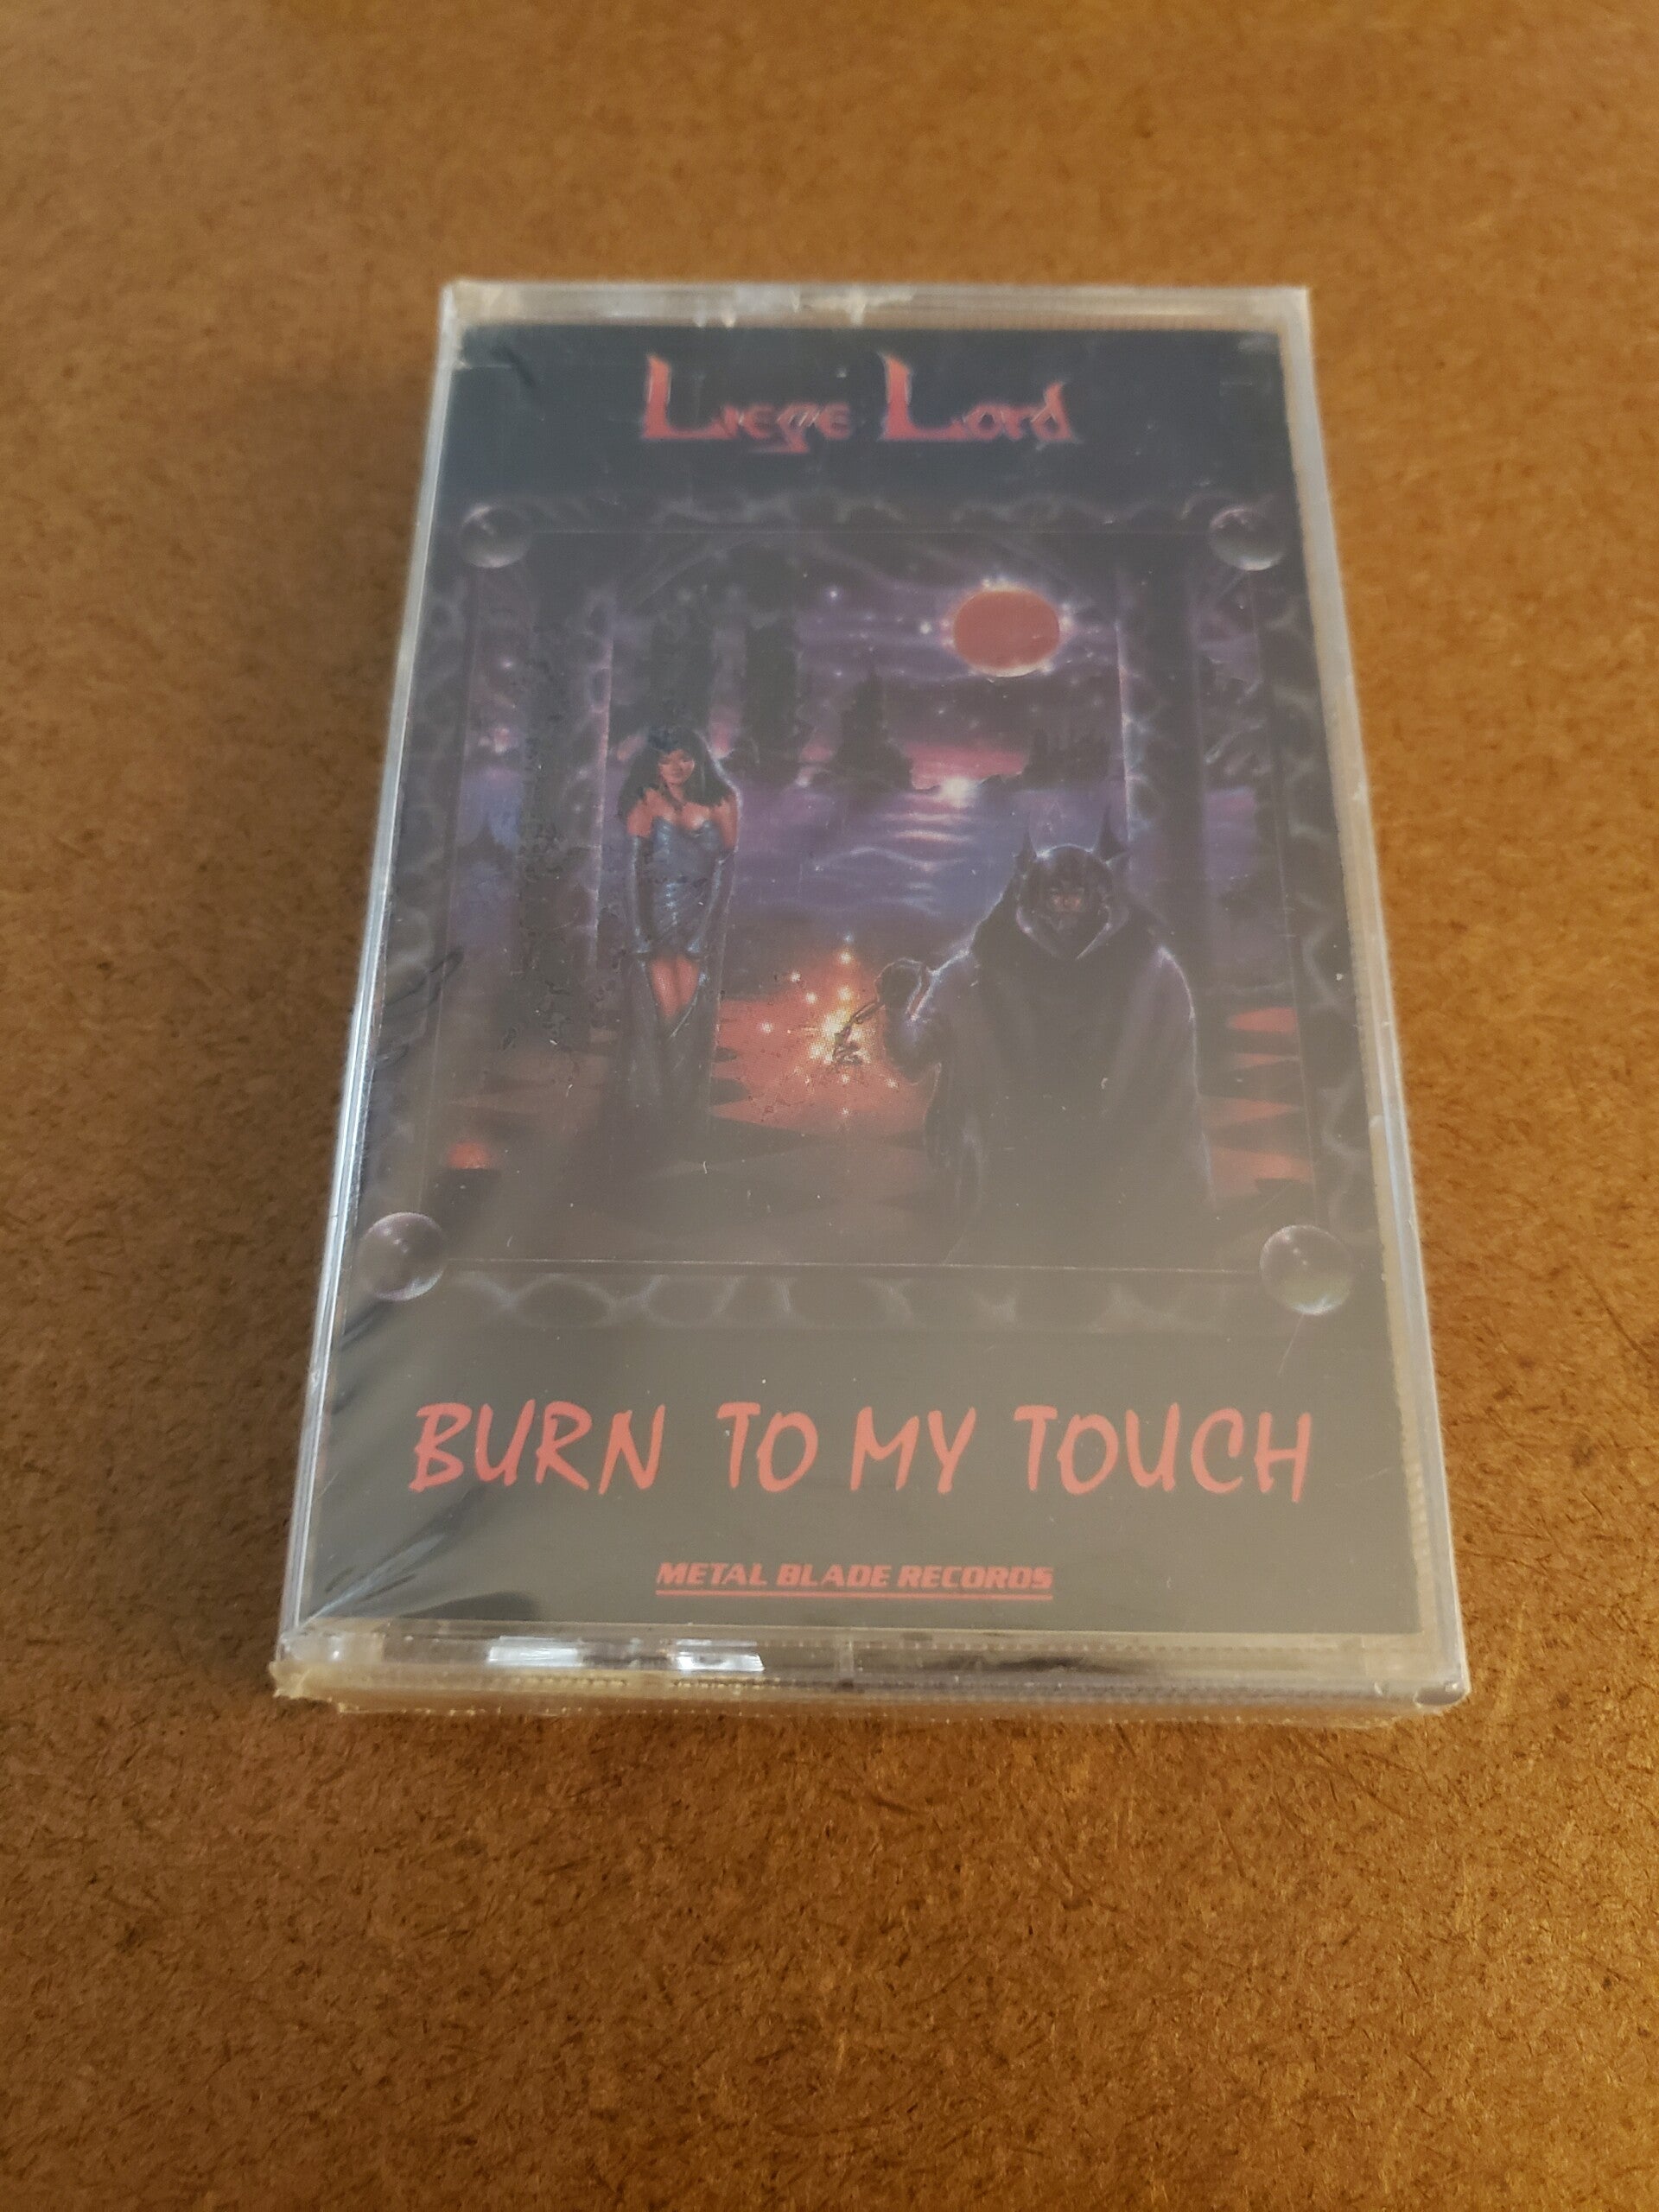 Liege Lord
BURN TO MY TOUCH
METAL BLADE RECORDS